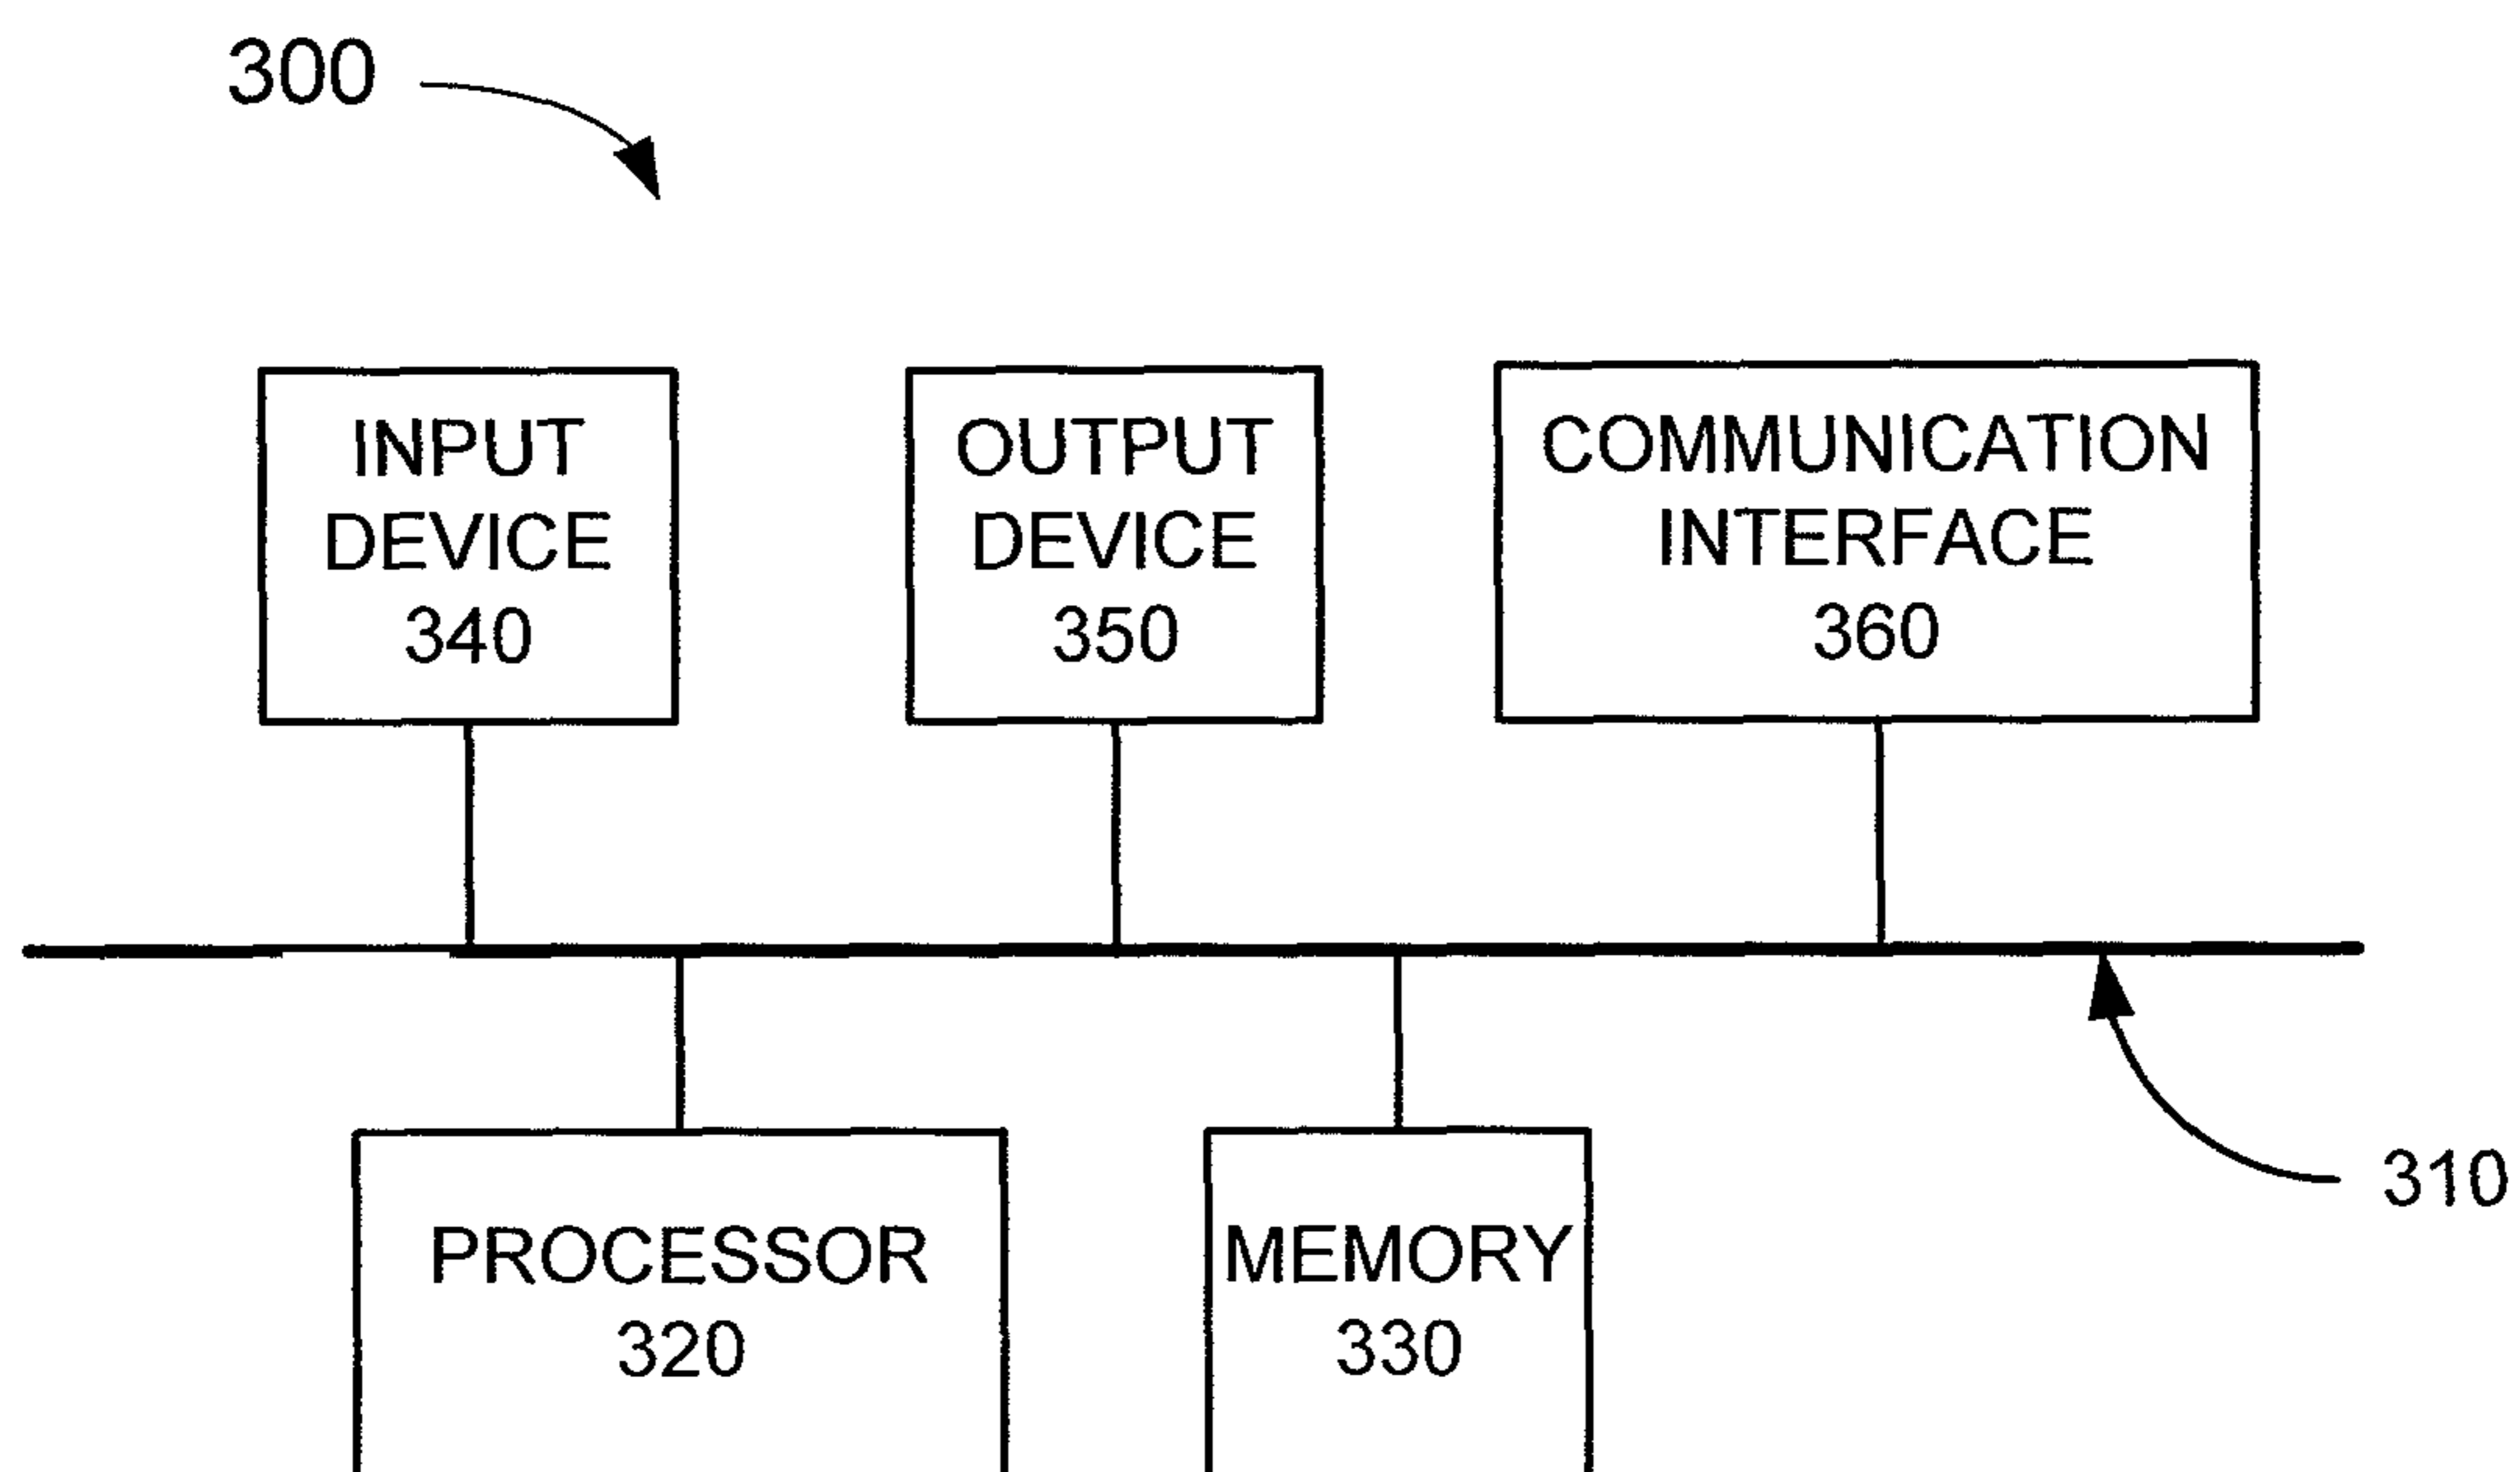 300
INPUT
DEVICE
340
OUTPUT
DEVICE
350
COMMUNICATION
INTERFACE
360
310
PROCESSOR
320
MEMORY
330